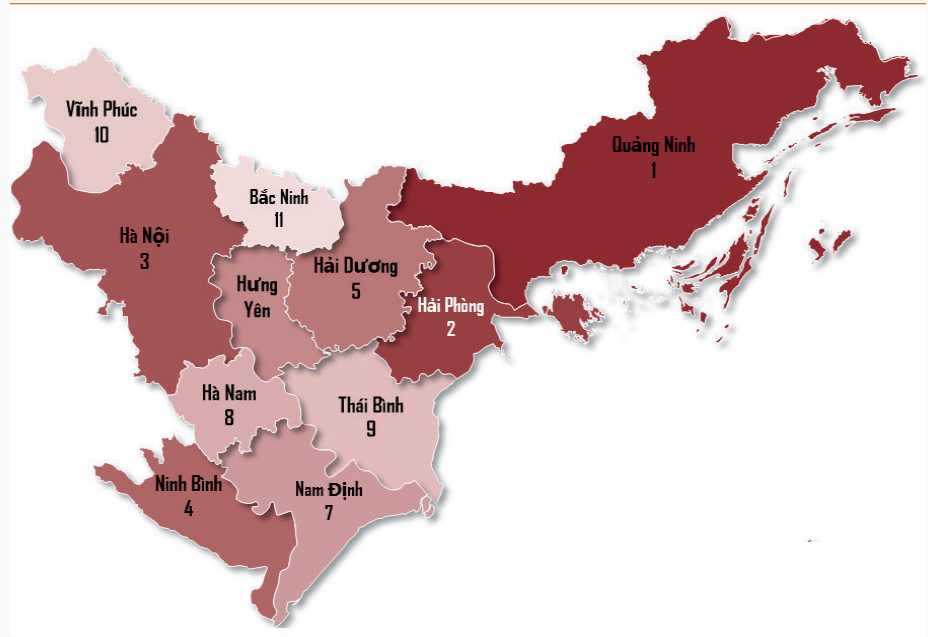 Vĩnh Phúc
10
Quảng Ninh
1
Bắc Ninh
11
Hà Nội
3
Hải Dương
5
Hưng
Yên
Hải Phòng
2
Hà Nam
8
Thái Bình
9
Ninh Bình
4
Nam Định
7